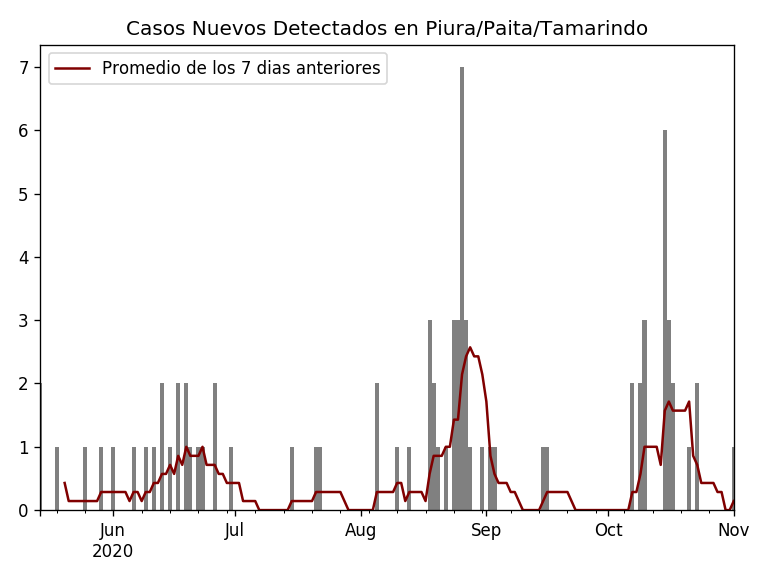 Casos Nuevos Detectados en Piura/Paita/Tamarindo
Promedio de los 7 dias anteriores
7
6
5
4
3
2
1
0
Jun
2020
Jul
Aug
Sep
Oct
Nov